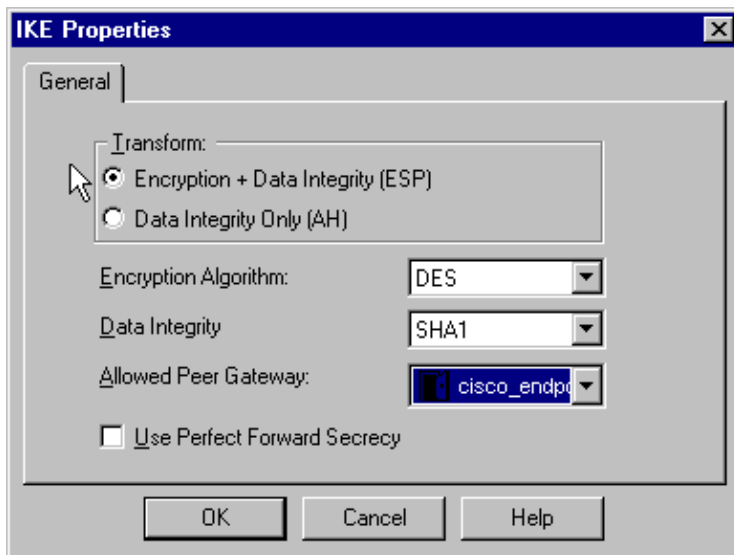 IKE Properties
General
Transform:
Encryption + Data Integrity (ESP)
Data Integrity Only (AH)
Encryption Algorithm: DES
Data Integrity SHA1
Allowed Peer Gateway: cisco_endpo
Use Perfect Forward Secrecy
OK Cancel Help